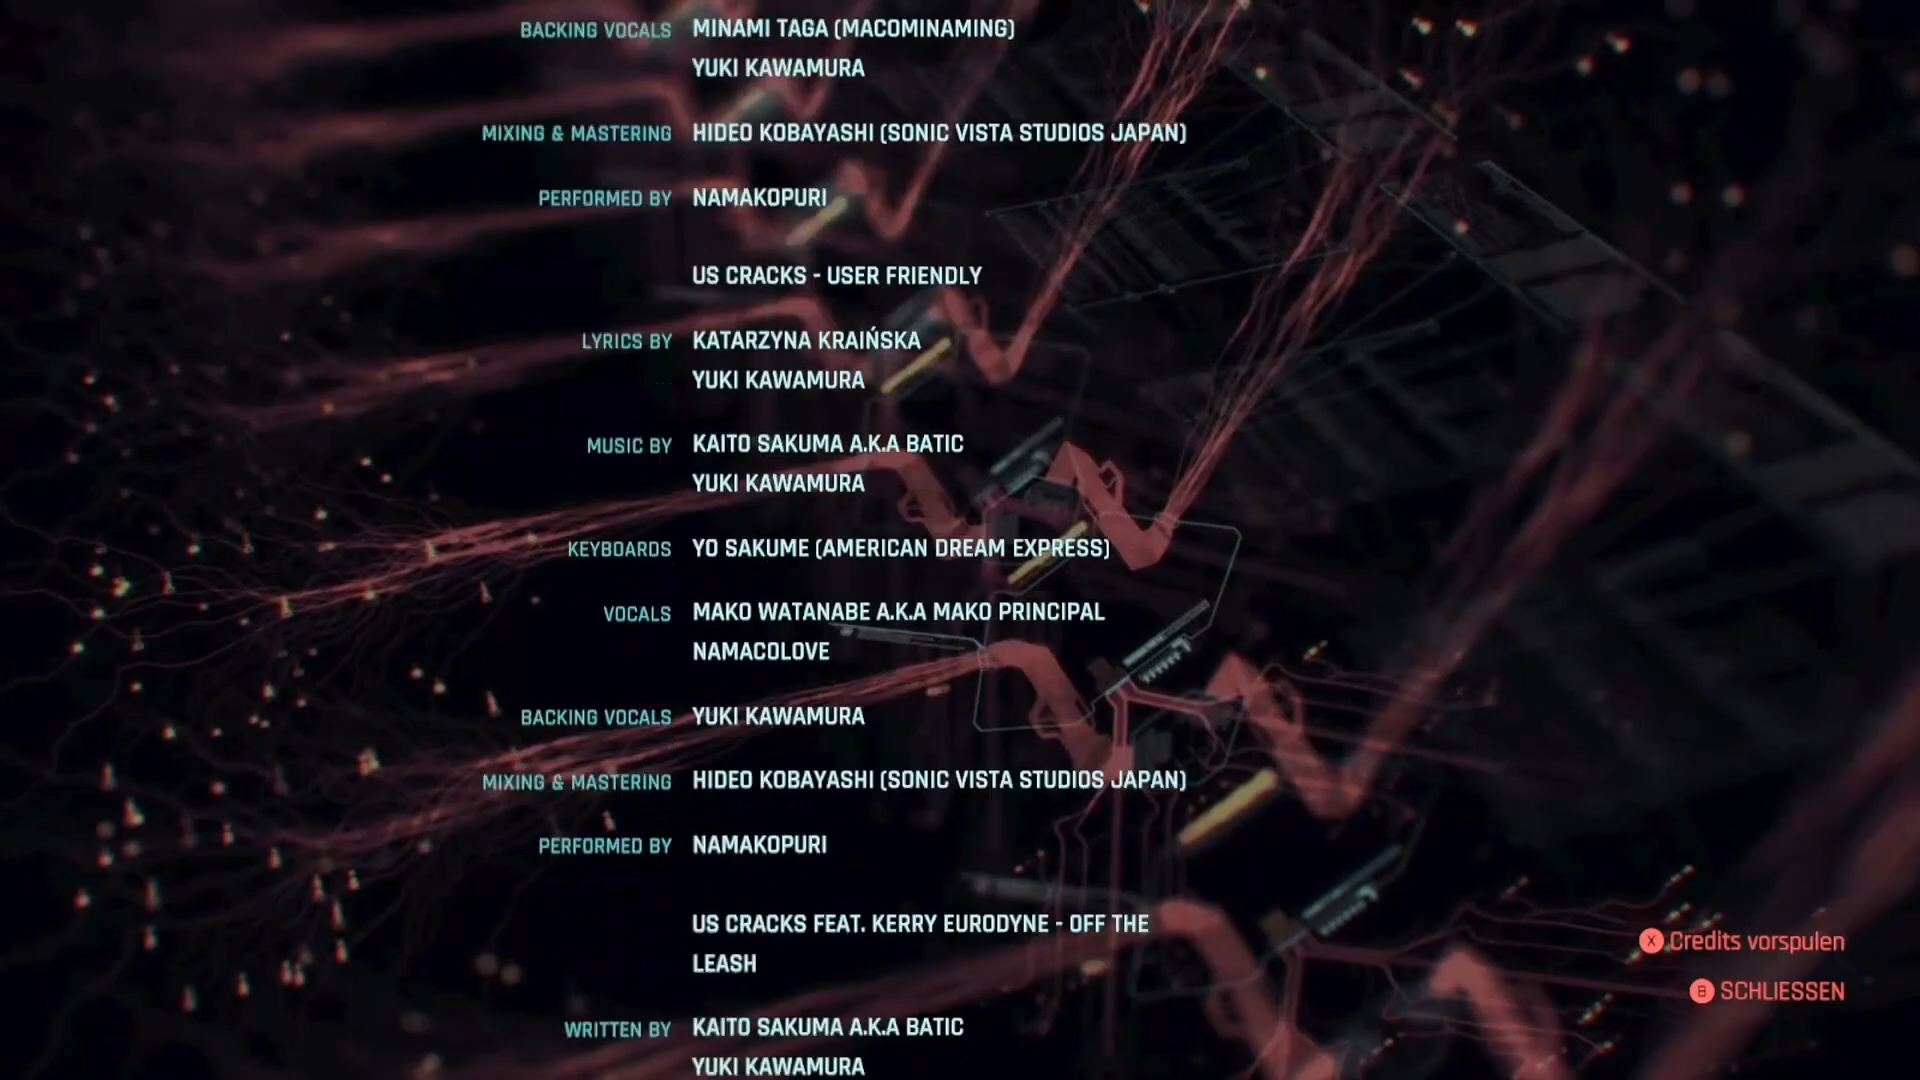 BACKING VOCALS MINAMI TAGA (MACOMINAMING)
YUKI KAWAMURA
MIXING & MASTERING HIDEO KOBAYASHI (SONIC VISTA STUDIOS JAPAN)
PERFORMED BY NAMAKOPURI
US CRACKS - USER FRIENDLY
LYRICS BY KATARZYNA KRAIŃSKA
YUKI KAWAMURA
MUSIC BY KAITO SAKUMA A.K.A BATIC
YUKI KAWAMURA
KEYBOARDS YO SAKUME (AMERICAN DREAM EXPRESS)
VOCALS MAKO WATANABE A.K.A MAKO PRINCIPAL
NAMACOLOVE
BACKING VOCALS YUKI KAWAMURA
MIXING & MASTERING HIDEO KOBAYASHI (SONIC VISTA STUDIOS JAPAN)
PERFORMED BY NAMAKOPURI
US CRACKS FEAT. KERRY EURODYNE - OFF THE
LEASH
WRITTEN BY KAITO SAKUMA A.K.A BATIC
YUKI KAWAMURA
X Credits vorspulen
B SCHLIESSEN